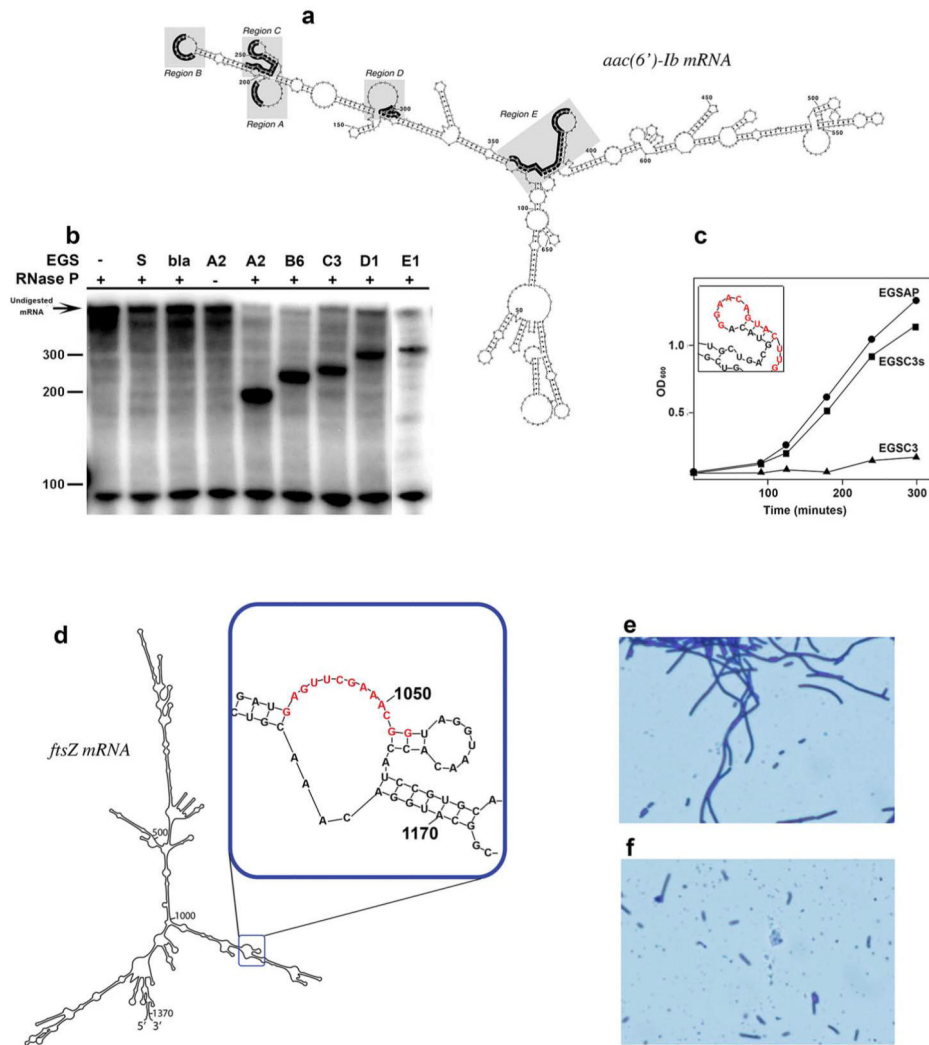 a
Region C
250
Region B
200
Region A
Region D
300
150
aac(6’)-Ib mRNA
450
500
550
600
Region E
350
400
100
650
50
b
EGS - S bla A2 A2 B6 C3 D1 E1
RNase P + + + - + + + + +
Undigested
mRNA
300
200
100
c
EGSAP
EGSC3s
EGSC3
OD600
1.0
0.5
100 200 300
Time (minutes)
d
ftsZ mRNA
500
1000
1370
5’ 3’
1050
1170
e
f